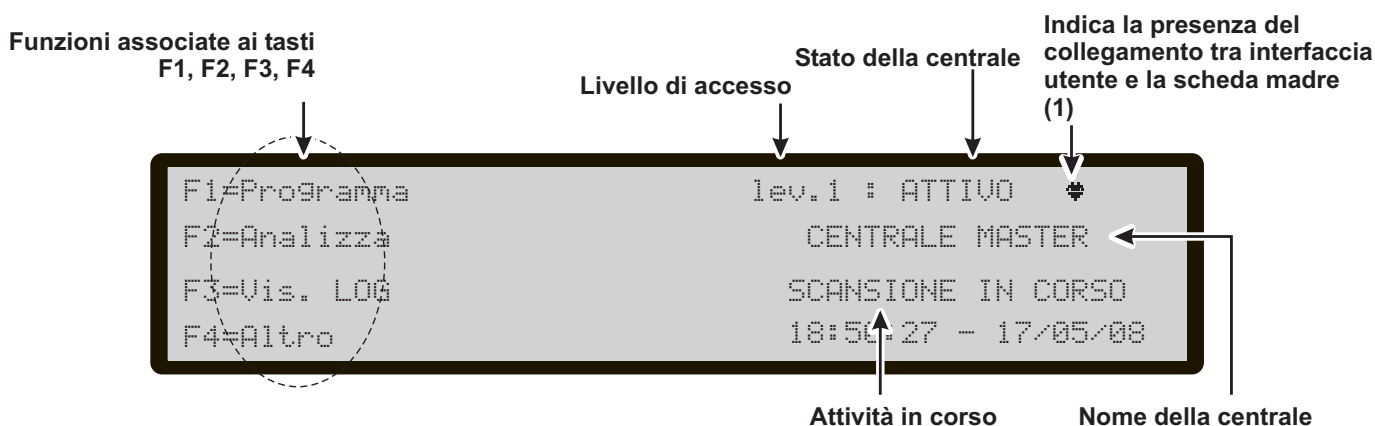 Funzioni associate ai tasti
F1, F2, F3, F4
Livello di accesso
Stato della centrale
Indica la presenza del
collegamento tra interfaccia
utente e la scheda madre
(1)
F1=Programma
lev.1 : ATTIVO
F2=Analizza
CENTRALE MASTER
F3=Vis. LOG
SCANSIONE IN CORSO
F4=Altro
18:56:27 - 17/05/08
Attività in corso
Nome della centrale